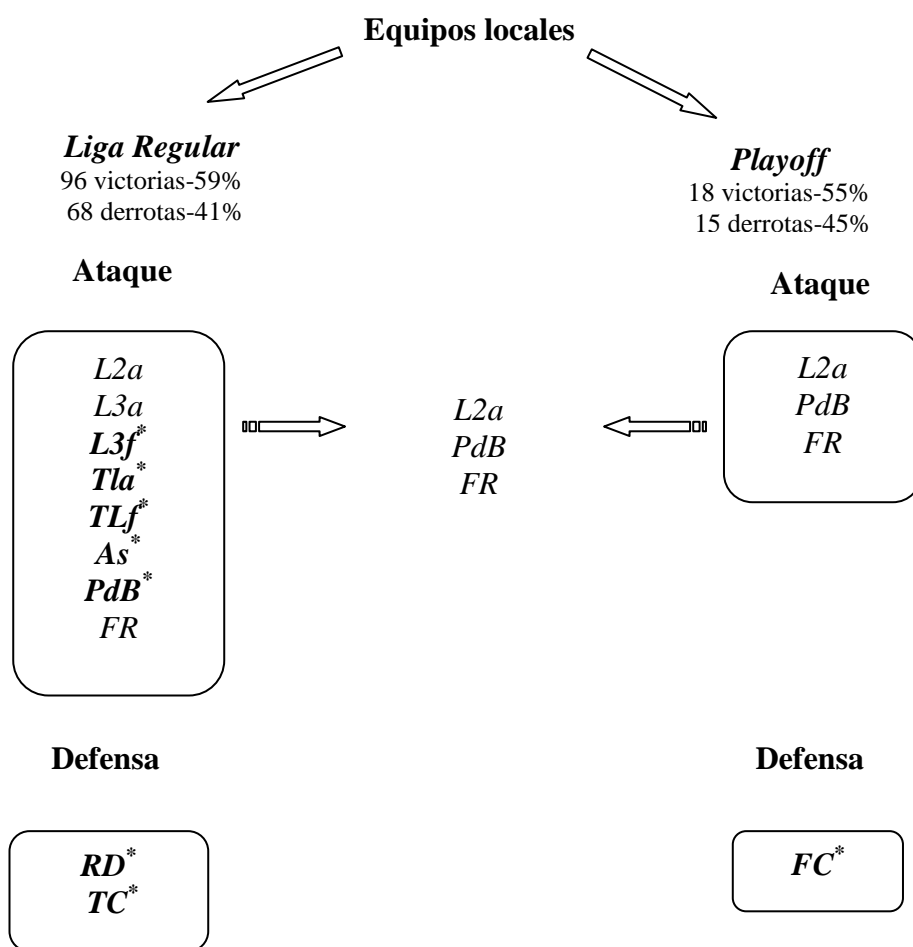 Equipos locales
Liga Regular
96 victorias-59%
68 derrotas-41%
Ataque
L2a
L3a
L3f*
Tla*
TLf*
As*
PdB*
FR
Defensa
RD*
TC*
L2a
PdB
FR
Playoff
18 victorias-55%
15 derrotas-45%
Ataque
L2a
PdB
FR
Defensa
FC*